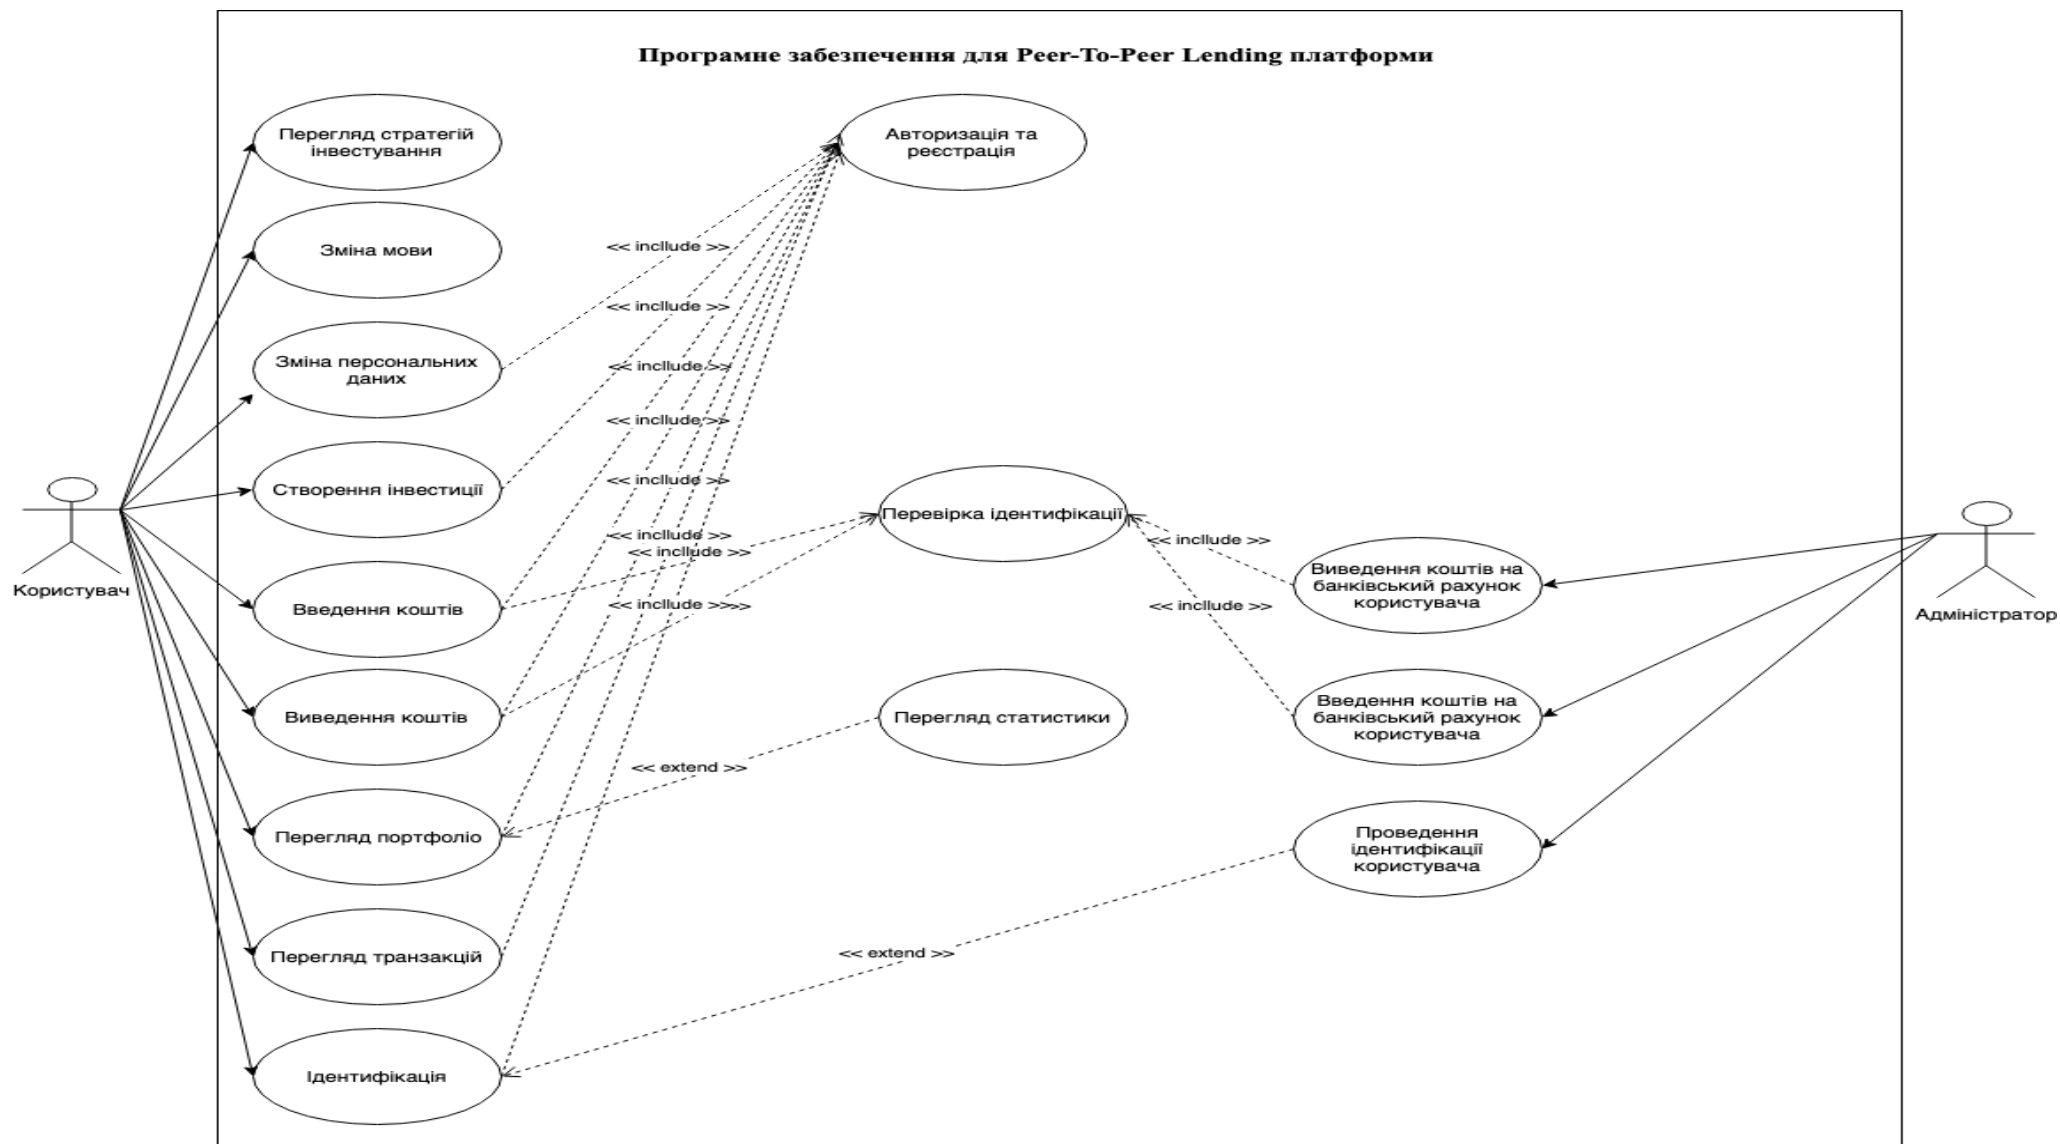 Програмне забезпечення для Peer-To-Peer Lending платформи
Перегляд стратегій
інвестування
Авторизація та
реєстрація
Зміна мови
<< incllude >>
<< incllude >>
Зміна персональних
даних
<< incllude >>
<< incllude >>
Створення інвестиції
<< incllude >>
Перевірка ідентифікації
<< incllude >>
<< incllude >>
<< incllude >>
Виведення коштів на
банківський рахунок
користувача
Користувач
Введення коштів
<< incllude >>>>
<< incllude >>
Адміністратор
Виведення коштів
Перегляд статистики
Введення коштів на
банківський рахунок
користувача
<< extend >>
Перегляд портфоліо
Проведення
ідентифікації
користувача
<< extend >>
Перегляд транзакцій
Ідентифікація